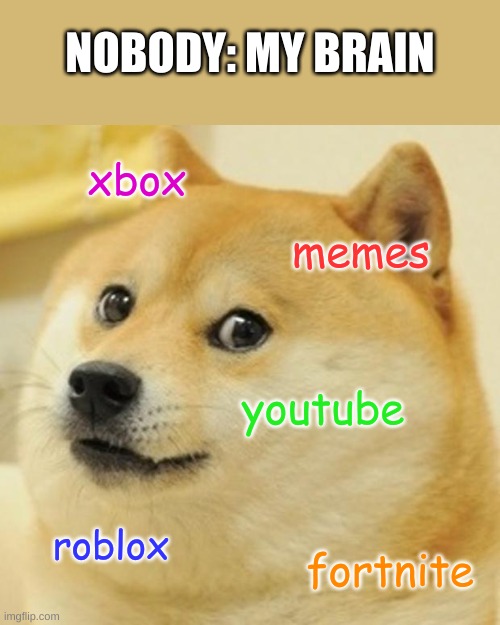 NOBODY: MY BRAIN
xbox
memes
youtube
roblox
fortnite
imgflip.com